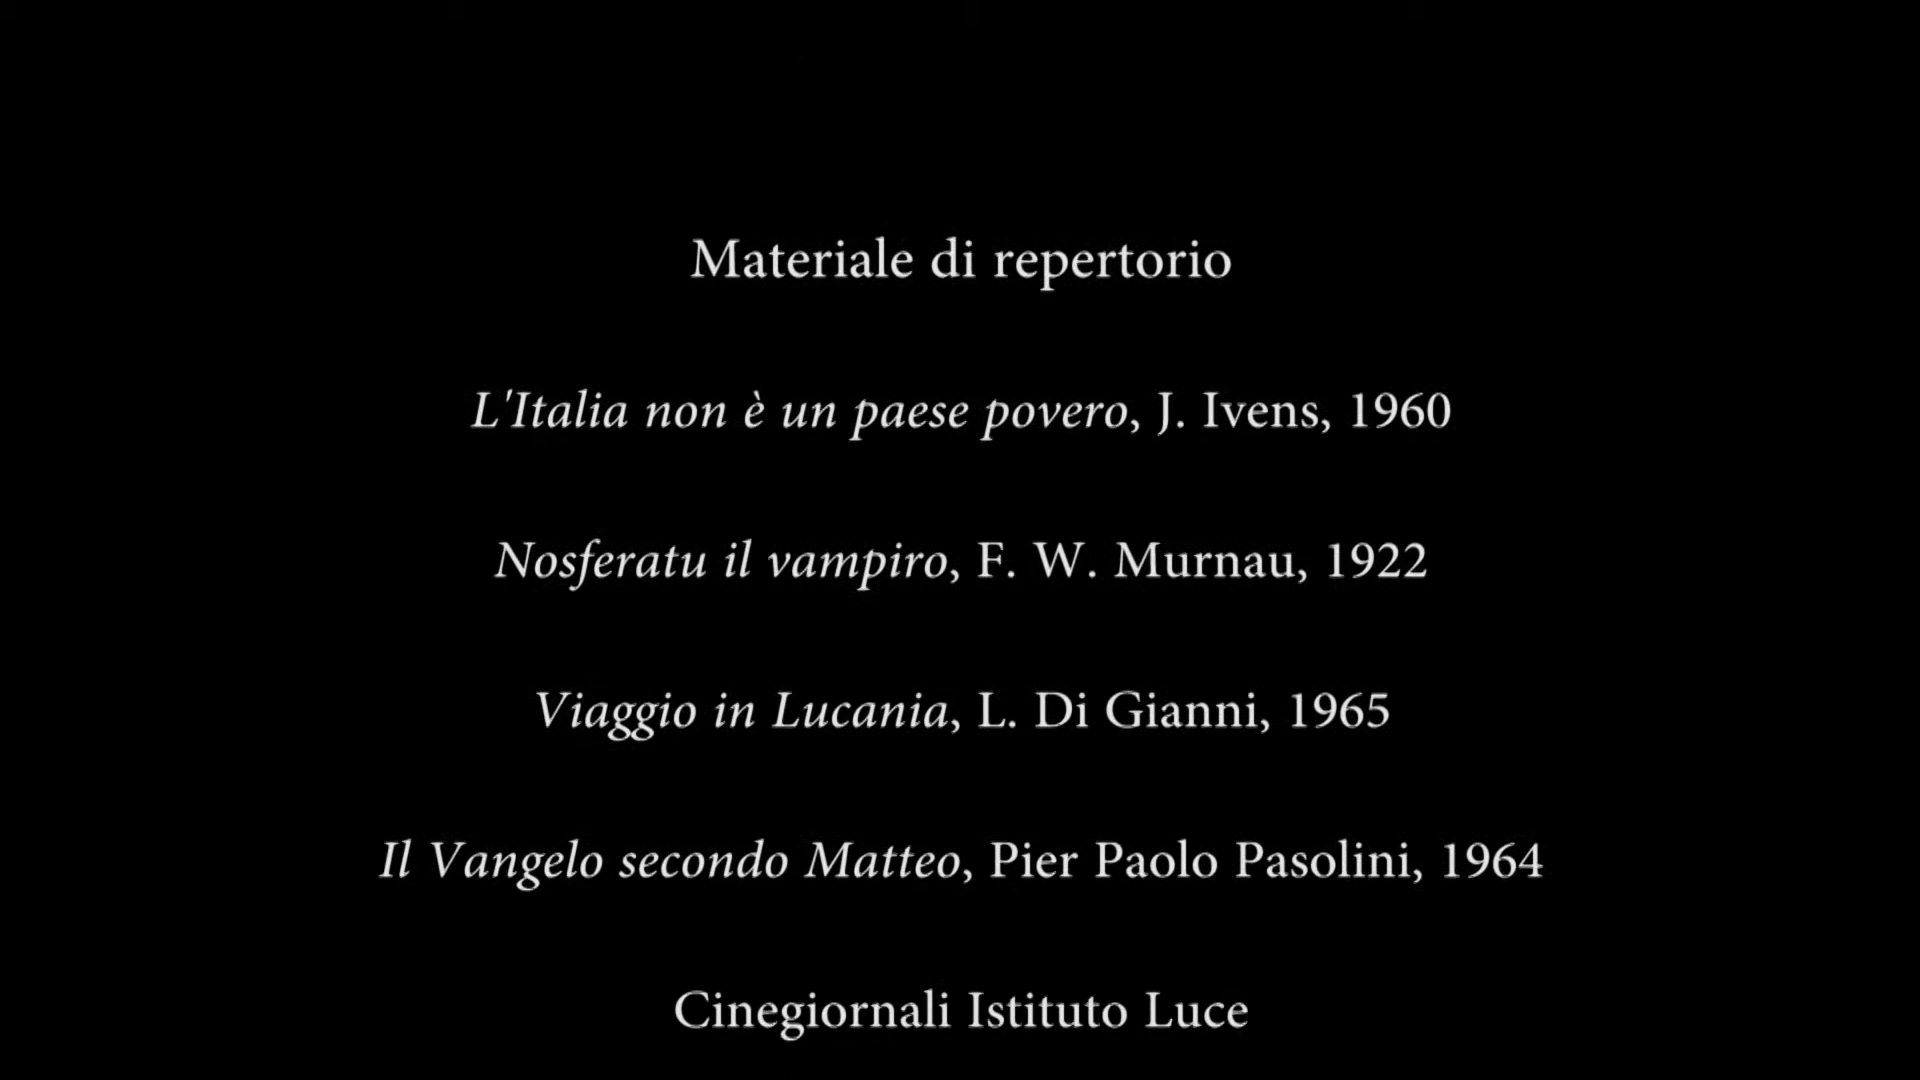 Materiale di repertorio
L'Italia non è un paese povero, J. Ivens, 1960
Nosferatu il vampiro, F. W. Murnau, 1922
Viaggio in Lucania, L. Di Gianni, 1965
Il Vangelo secondo Matteo, Pier Paolo Pasolini, 1964
Cinegiornali Istituto Luce